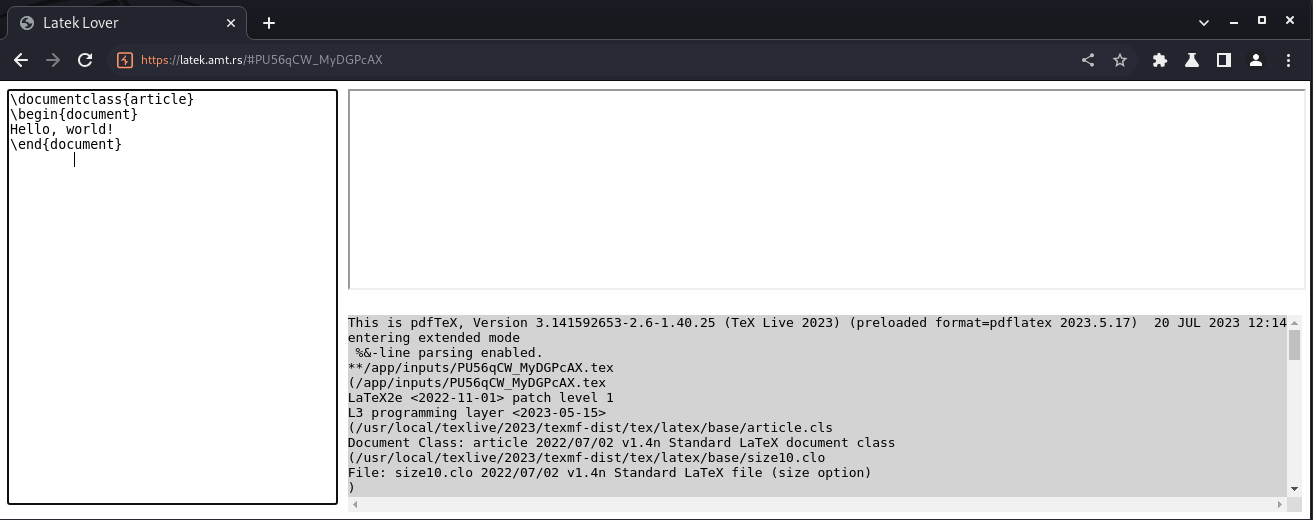 Latek Lover
https://latek.amt.rs/#PU56qCW_MyDGPcAX
\documentclass{article}
\begin{document}
Hello, world!
\end{document}
This is pdfTeX, Version 3.141592653-2.6-1.40.25 (TeX Live 2023) (preloaded format=pdflatex 2023.5.17)  20 JUL 2023 12:14
entering extended mode
 %&-line parsing enabled.
**/app/inputs/PU56qCW_MyDGPcAX.tex
(/app/inputs/PU56qCW_MyDGPcAX.tex
LaTeX2e <2022-11-01> patch level 1
L3 programming layer <2023-05-15>
(/usr/local/texlive/2023/texmf-dist/tex/latex/base/article.cls
Document Class: article 2022/07/02 v1.4n Standard LaTeX document class
(/usr/local/texlive/2023/texmf-dist/tex/latex/base/size10.clo
File: size10.clo 2022/07/02 v1.4n Standard LaTeX file (size option)
)